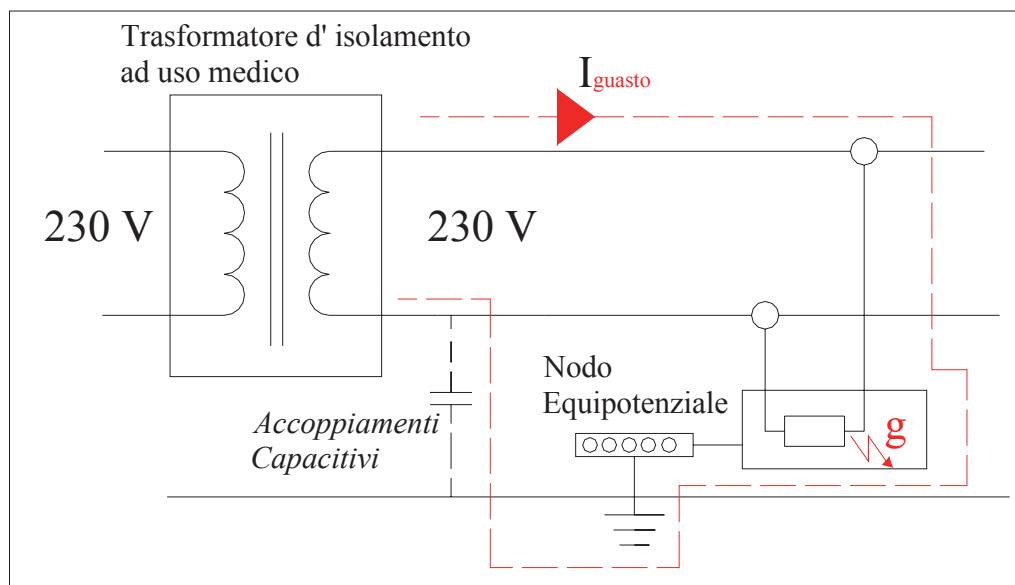 Trasformatore d' isolamento
ad uso medico
Iguasto
230 V
230 V
Nodo
Equipotenziale
Accoppiamenti
Capacitivi
g